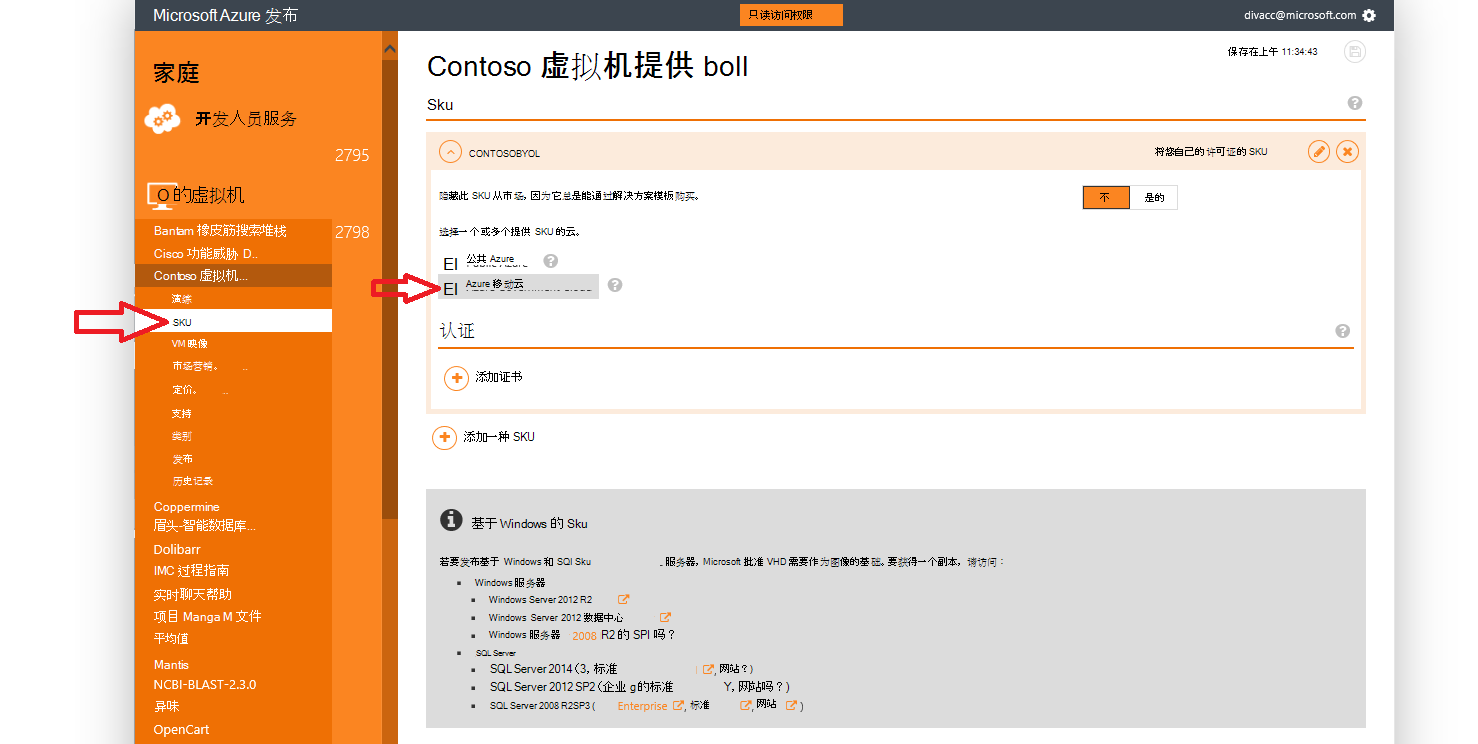 Microsoft Azure 发布
只读访问权限
divacc@microsoft.com
家庭
开发人员服务
2795
O 的虚拟机
Bantam 橡皮筋搜索堆栈
2798
Cisco 功能威胁 D..
Contoso 虚拟机...
演练
SKU
VM 映像
市场营销。 ..
定价。 ...
支持
类别
发布
历史记录
Coppermine
眉头-智能数据库...
Dolibarr
IMC 过程指南
实时聊天帮助
项目 Manga M 文件
平均值
Mantis
NCBI-BLAST-2.3.0
异味
OpenCart
保存在上午 11:34:43
Contoso 虚拟机提供 boll
Sku
CONTOSOBYOL
将您自己的许可证的 SKU
隐藏此 SKU 从市场，因为它总是能通过解决方案模板购买。
不
是的
选择一个或多个提供 SKU 的云。
EI 公共 Azure
EI Azure 移动云
认证
添加证书
添加一种 SKU
基于 Windows 的 Sku
若要发布基于 Windows 和 SQl Sku .服务器，Microsoft 批准 VHD 需要作为图像的基础。要获得一个副本，请访问：
Windows 服务器
Windows Server 2012 R2
Windows Server 2012 数据中心
Windows 服务器 2008 R2 的 SPI 吗？
SQL Server
SQL Server 2014（3，标准 ，网站？）
SQL Server 2012 SP2（企业 g的标准 Y，网站吗？）
SQL Server 2008 R2SP3 ( Enterprise ，标准 ，网站 )